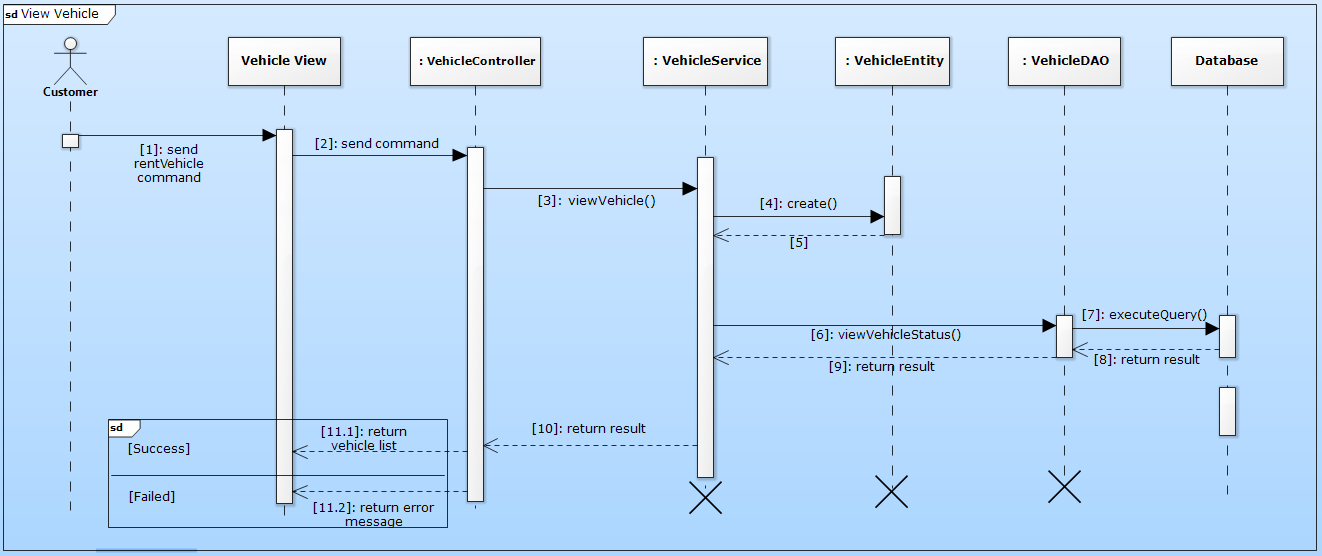 sd View Vehicle
Customer
Vehicle View
: VehicleController
: VehicleService
: VehicleEntity
: VehicleDAO
Database
[1]: send
rentVehicle
command
[2]: send command
[3]: viewVehicle()
[4]: create()
[5]
[6]: viewVehicleStatus()
[7]: executeQuery()
[8]: return result
[9]: return result
[10]: return result
sd
[Success]
[11.1]: return
vehicle list
[Failed]
[11.2]: return error
message